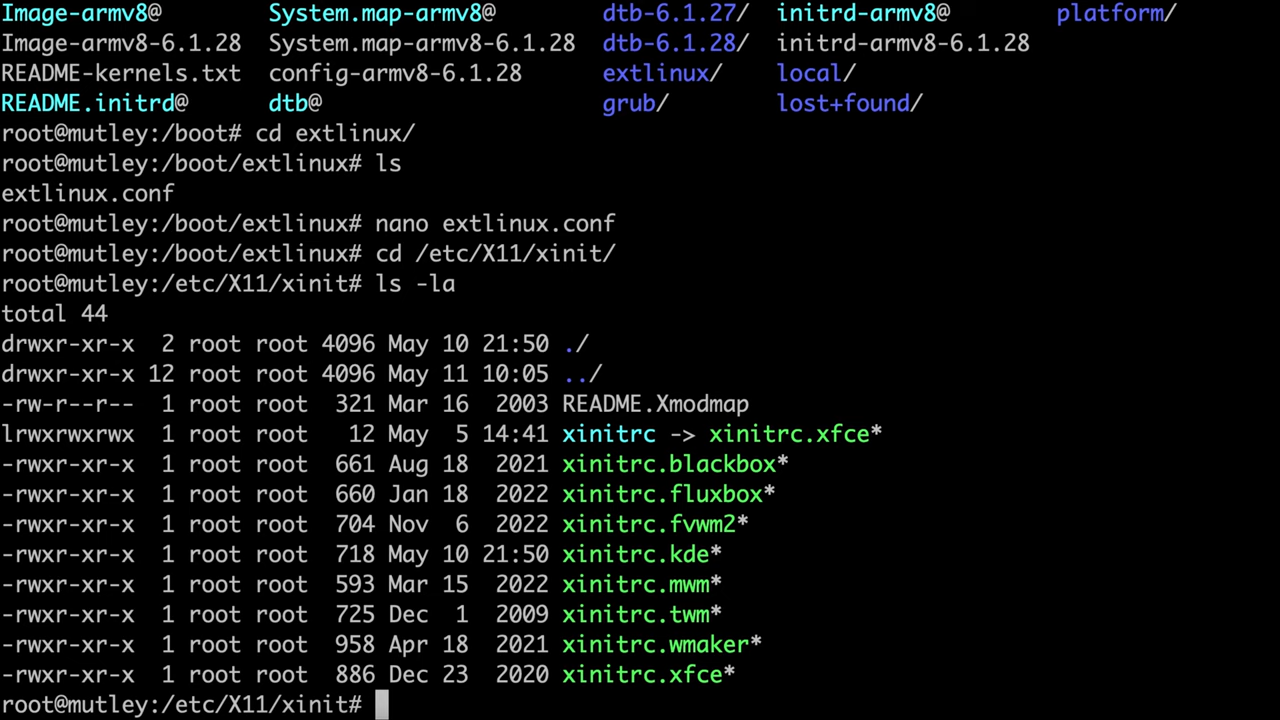 Image-armv8@        System.map-armv8@        dtb-6.1.27/  initrd-armv8@        platform/
Image-armv8-6.1.28  System.map-armv8-6.1.28  dtb-6.1.28/  initrd-armv8-6.1.28
README-kernels.txt  config-armv8-6.1.28      extlinux/    local/
README.initrd@      dtb@                     grub/        lost+found/
root@mutley:/boot# cd extlinux/
root@mutley:/boot/extlinux# ls
extlinux.conf
root@mutley:/boot/extlinux# nano extlinux.conf
root@mutley:/boot/extlinux# cd /etc/X11/xinit/
root@mutley:/etc/X11/xinit# ls -la
total 44
drwxr-xr-x  2 root root 4096 May 10 21:50 ./
drwxr-xr-x 12 root root 4096 May 11 10:05 ../
-rw-r--r--  1 root root  321 Mar 16  2003 README.Xmodmap
lrwxrwxrwx  1 root root   12 May  5 14:41 xinitrc -> xinitrc.xfce*
-rwxr-xr-x  1 root root  661 Aug 18  2021 xinitrc.blackbox*
-rwxr-xr-x  1 root root  660 Jan 18  2022 xinitrc.fluxbox*
-rwxr-xr-x  1 root root  704 Nov  6  2022 xinitrc.fvwm2*
-rwxr-xr-x  1 root root  718 May 10 21:50 xinitrc.kde*
-rwxr-xr-x  1 root root  593 Mar 15  2022 xinitrc.mwm*
-rwxr-xr-x  1 root root  725 Dec  1  2009 xinitrc.twm*
-rwxr-xr-x  1 root root  958 Apr 18  2021 xinitrc.wmaker*
-rwxr-xr-x  1 root root  886 Dec 23  2020 xinitrc.xfce*
root@mutley:/etc/X11/xinit#